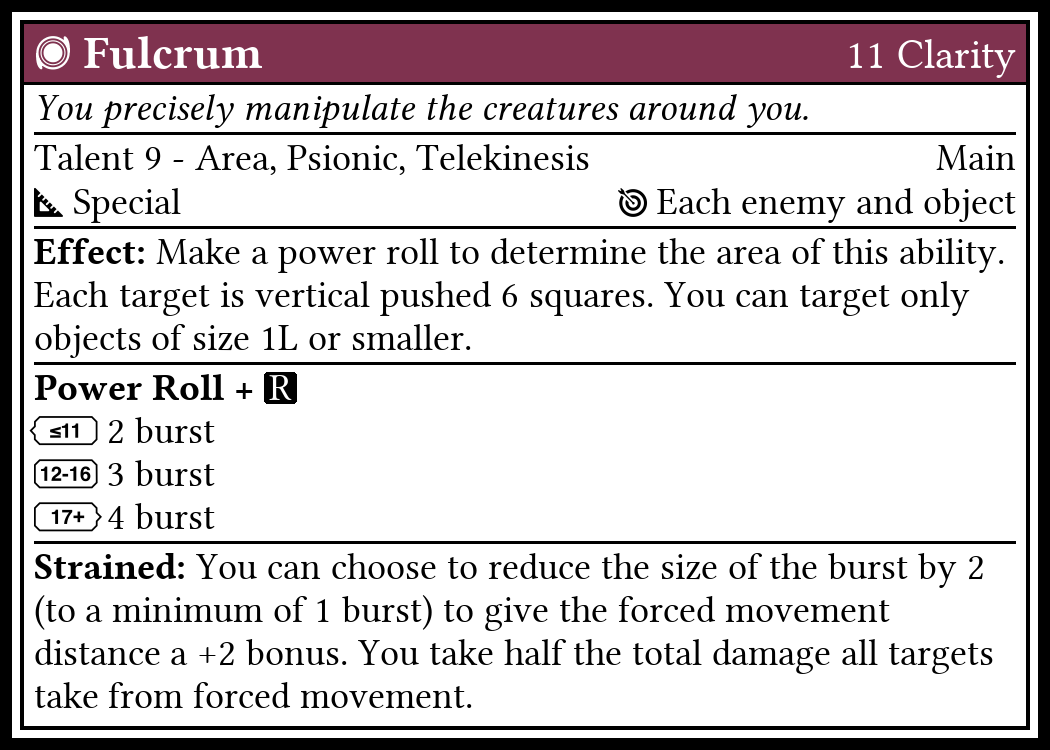 Fulcrum 11 Clarity
You precisely manipulate the creatures around you.
Talent 9 - Area, Psionic, Telekinesis Main
Special Each enemy and object
Effect: Make a power roll to determine the area of this ability.
Each target is vertical pushed 6 squares. You can target only
objects of size 1L or smaller.
Power Roll + R
≤11 2 burst
12-16 3 burst
17+ 4 burst
Strained: You can choose to reduce the size of the burst by 2
(to a minimum of 1 burst) to give the forced movement
distance a +2 bonus. You take half the total damage all targets
take from forced movement.